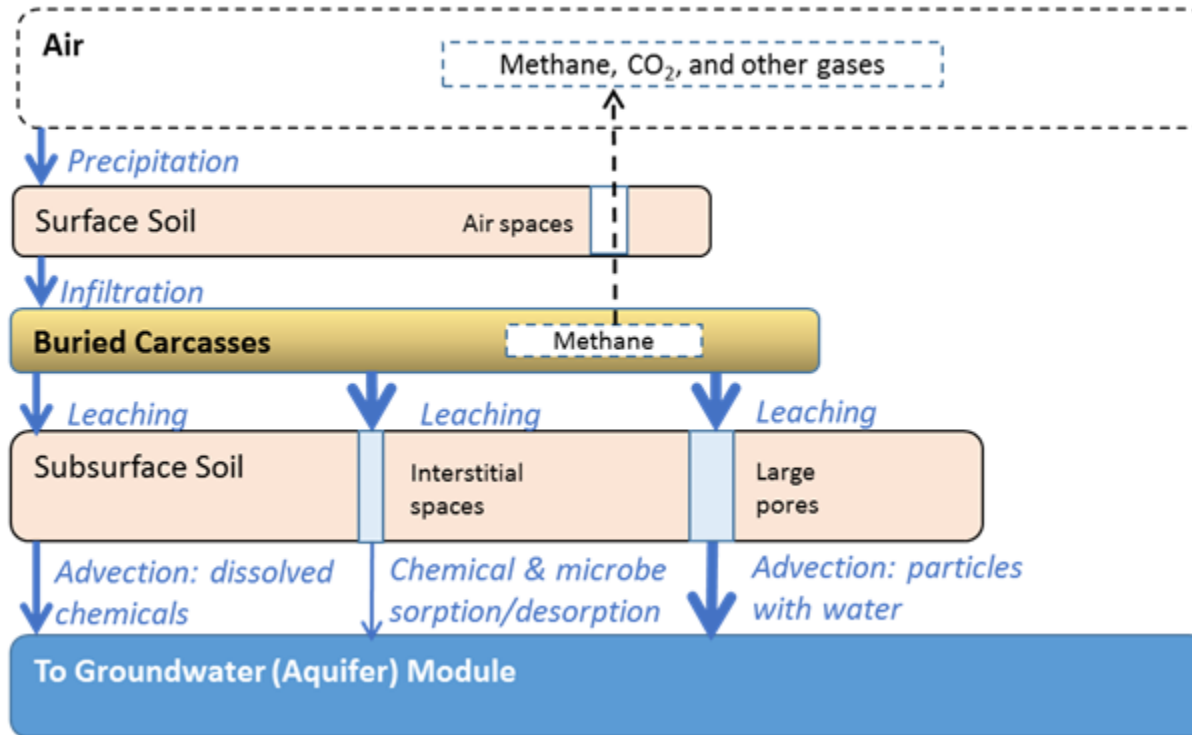 Air
Methane, CO₂, and other gases
Precipitation
Surface Soil
Air spaces
Infiltration
Buried Carcasses
Methane
Leaching
Leaching
Leaching
Subsurface Soil
Interstitial
spaces
Large
pores
Advection: dissolved
chemicals
Chemical & microbe
sorption/desorption
Advection: particles
with water
To Groundwater (Aquifer) Module